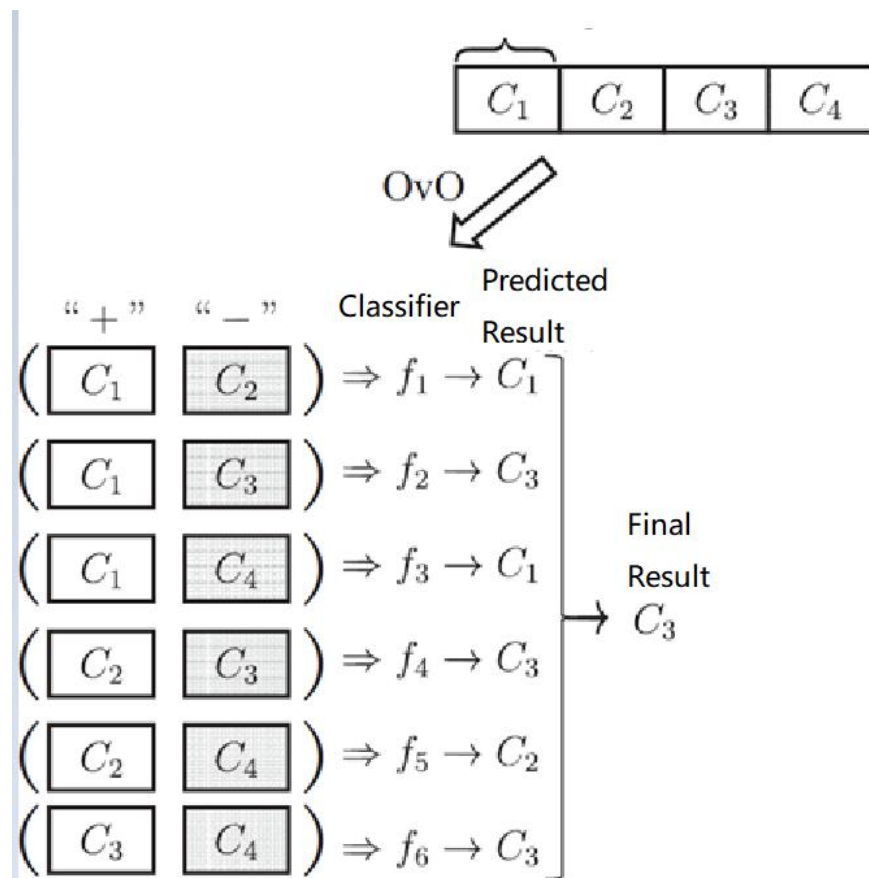 C₁ C₂ C₃ C₄
OvO
“+” “−” Classifier Predicted Result
( C₁ C₂ ) ⇒ f₁ → C₁
( C₁ C₃ ) ⇒ f₂ → C₃
( C₁ C₄ ) ⇒ f₃ → C₁
( C₂ C₃ ) ⇒ f₄ → C₃
( C₂ C₄ ) ⇒ f₅ → C₂
( C₃ C₄ ) ⇒ f₆ → C₃
Final
Result
→ C₃